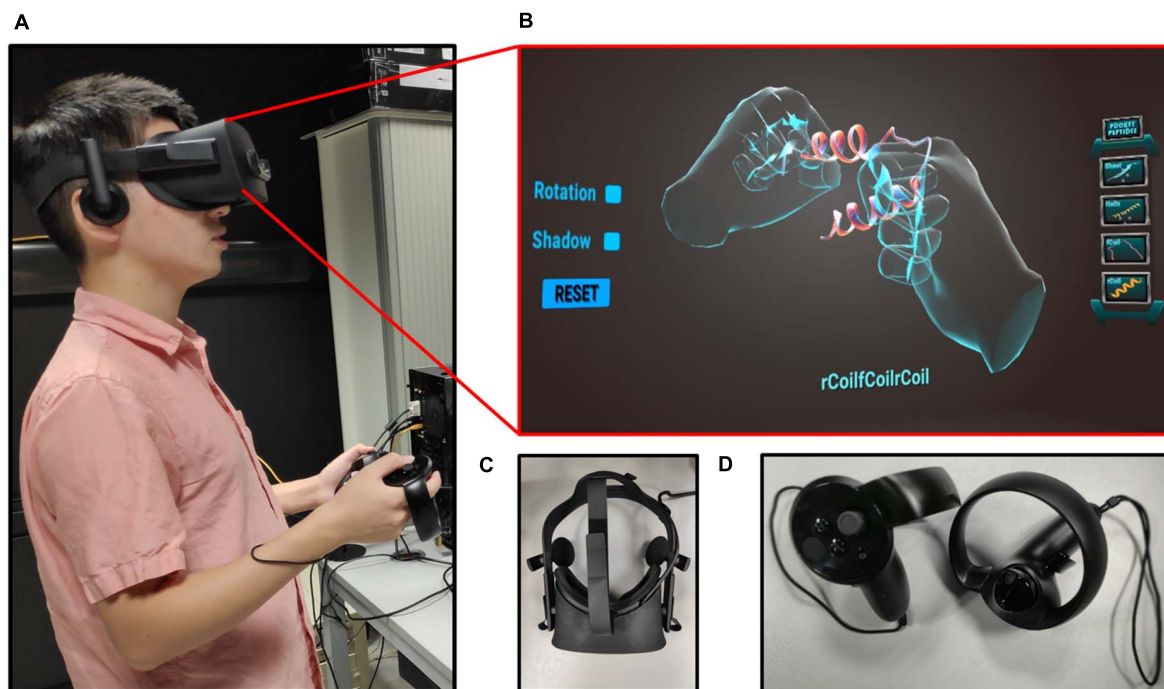 A
B
Rotation
Shadow
RESET
POCKET
PEPTIDES
Sheet
Helix
fCoil
rCoil
rCoilfCoilrCoil
C
D